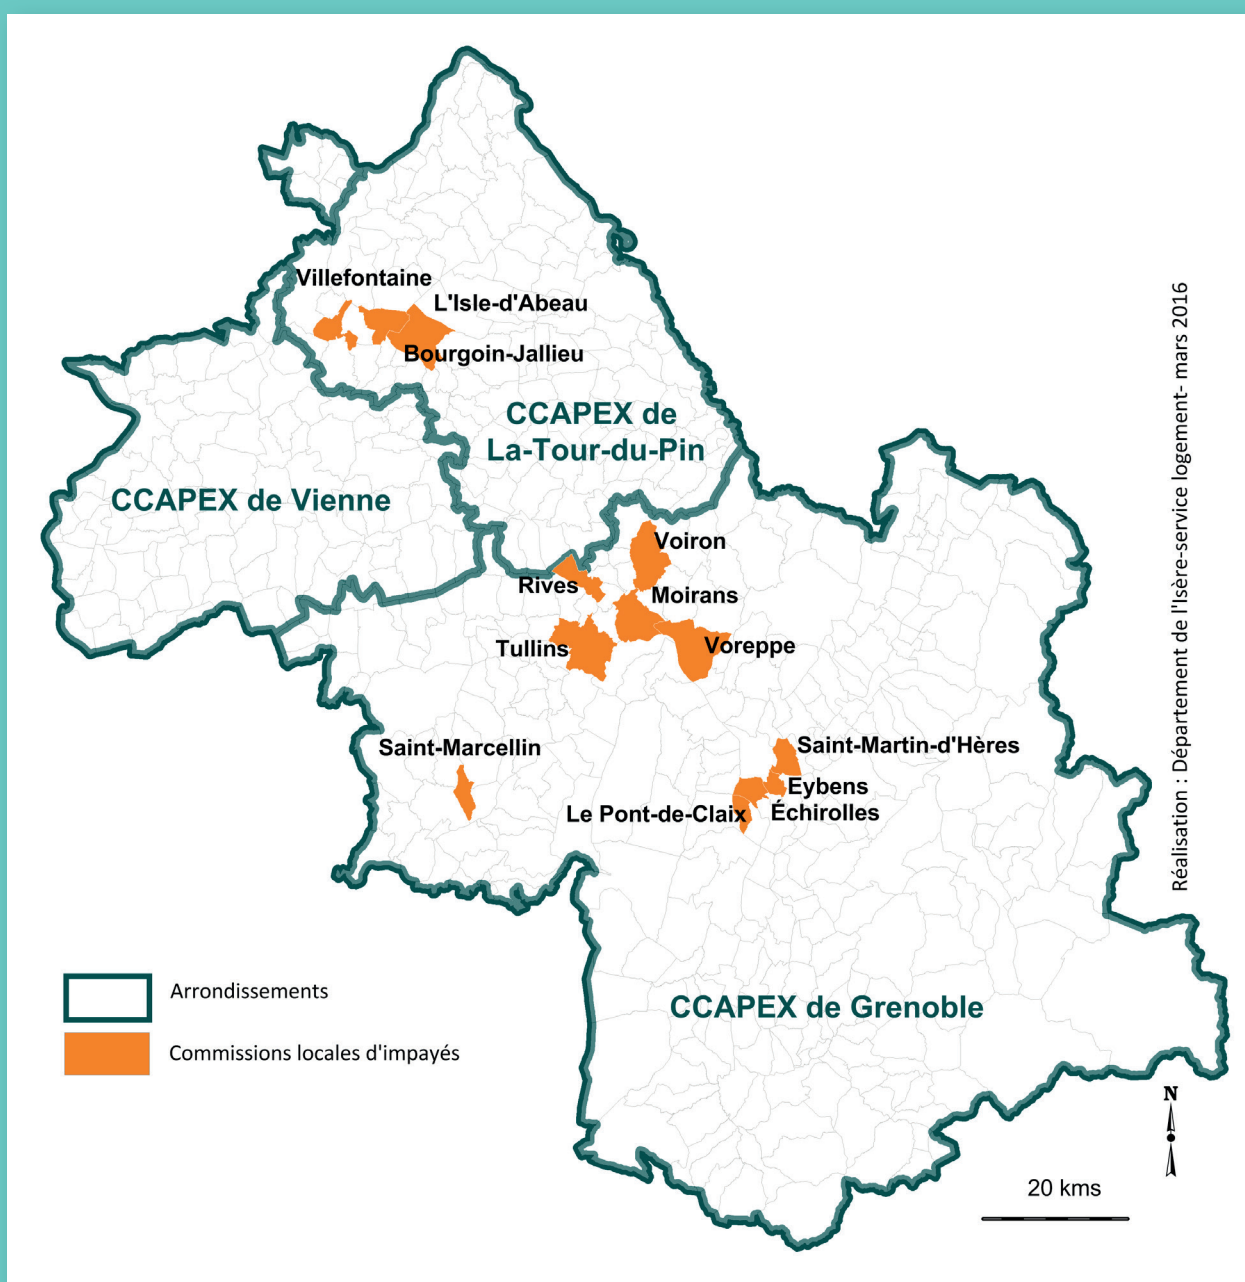 Villefontaine
L'Isle-d'Abeau
Bourgoin-Jallieu
CCAPEX de
La-Tour-du-Pin
CCAPEX de Vienne
Voiron
Rives
Moirans
Tullins
Voreppe
Saint-Marcellin
Saint-Martin-d'Hères
Eybens
Le Pont-de-Claix
Échirolles
CCAPEX de Grenoble
Arrondissements
Commissions locales d'impayés
Réalisation : Département de l'Isère-service logement- mars 2016
N
20 kms